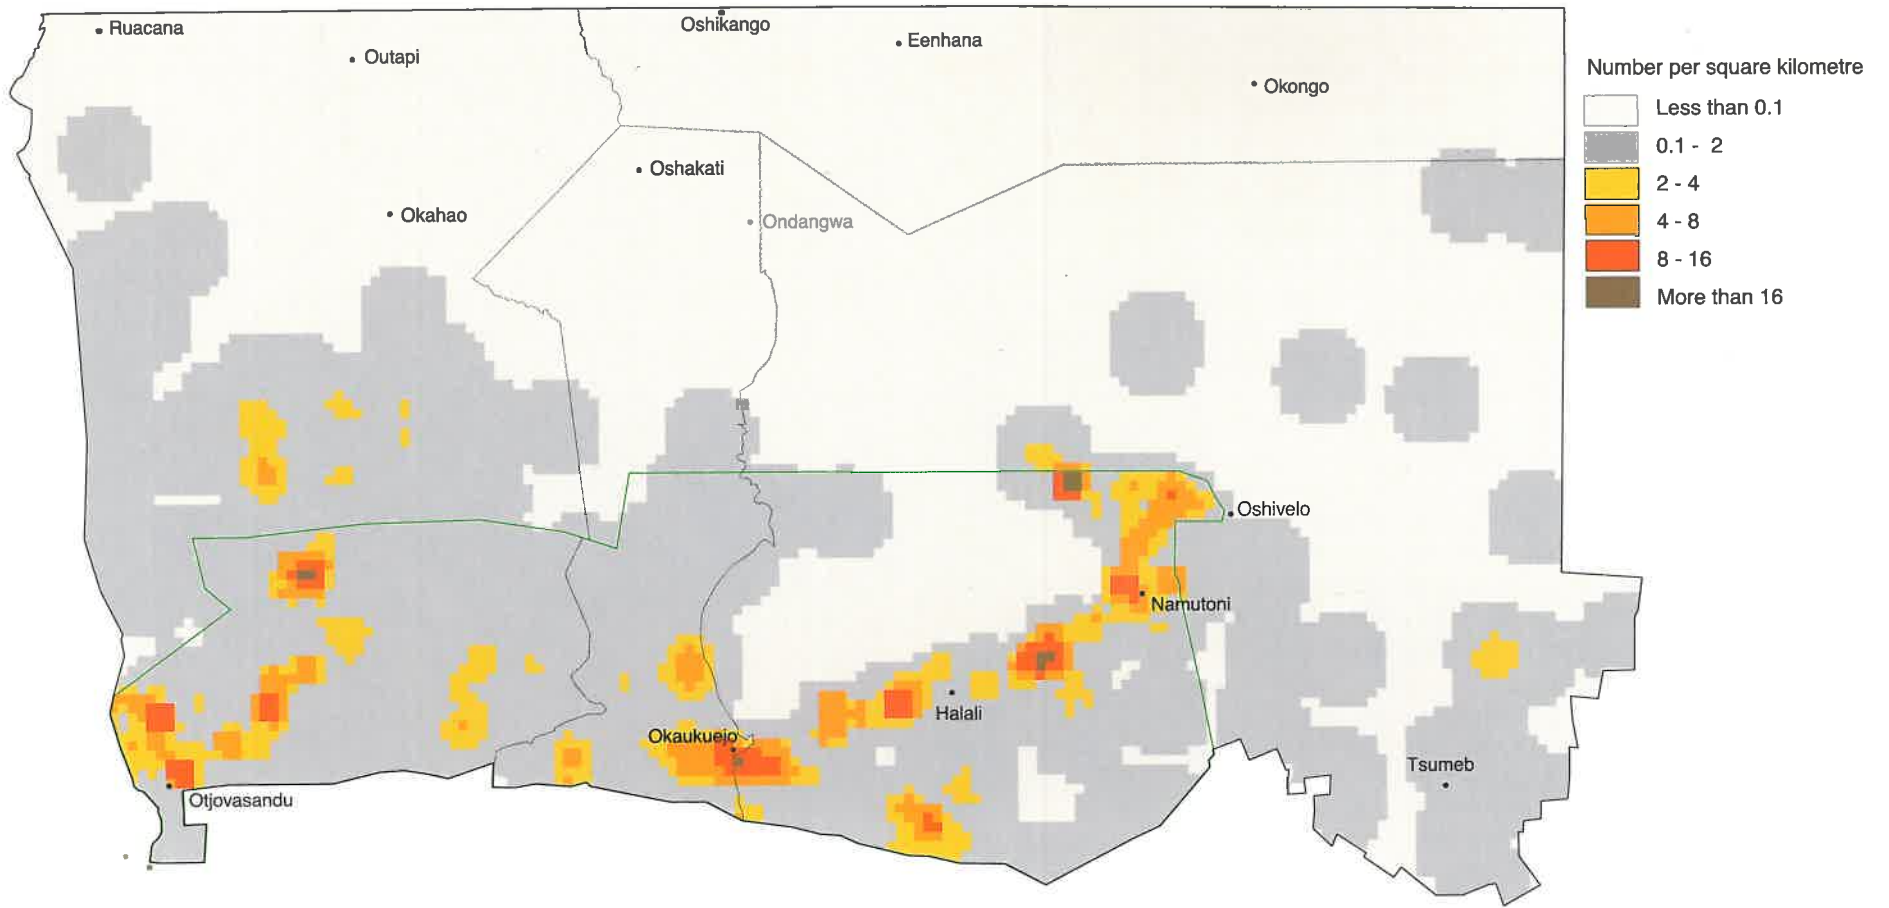 Ruacana
Outapi
Oshikango
Eenhana
Okongo
Oshakati
Okahao
Ondangwa
Oshivelo
Namutoni
Halali
Okaukuejo
Tsumeb
Otjovasandu
Number per square kilometre
Less than 0.1
0.1 - 2
2 - 4
4 - 8
8 - 16
More than 16